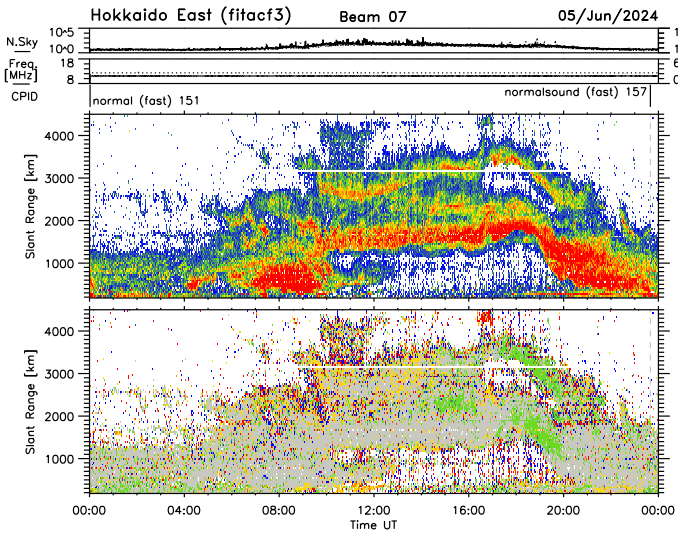 Hokkaido East (fitacf3) Beam 07 05/Jun/2024
N.Sky 10^5 10^0
Freq. [MHz] 18 8
CPID normal (fast) 151 normalsound (fast) 157
Slant Range [km] 4000 3000 2000 1000
Slant Range [km] 4000 3000 2000 1000
00:00 04:00 08:00 12:00 16:00 20:00 00:00
Time UT